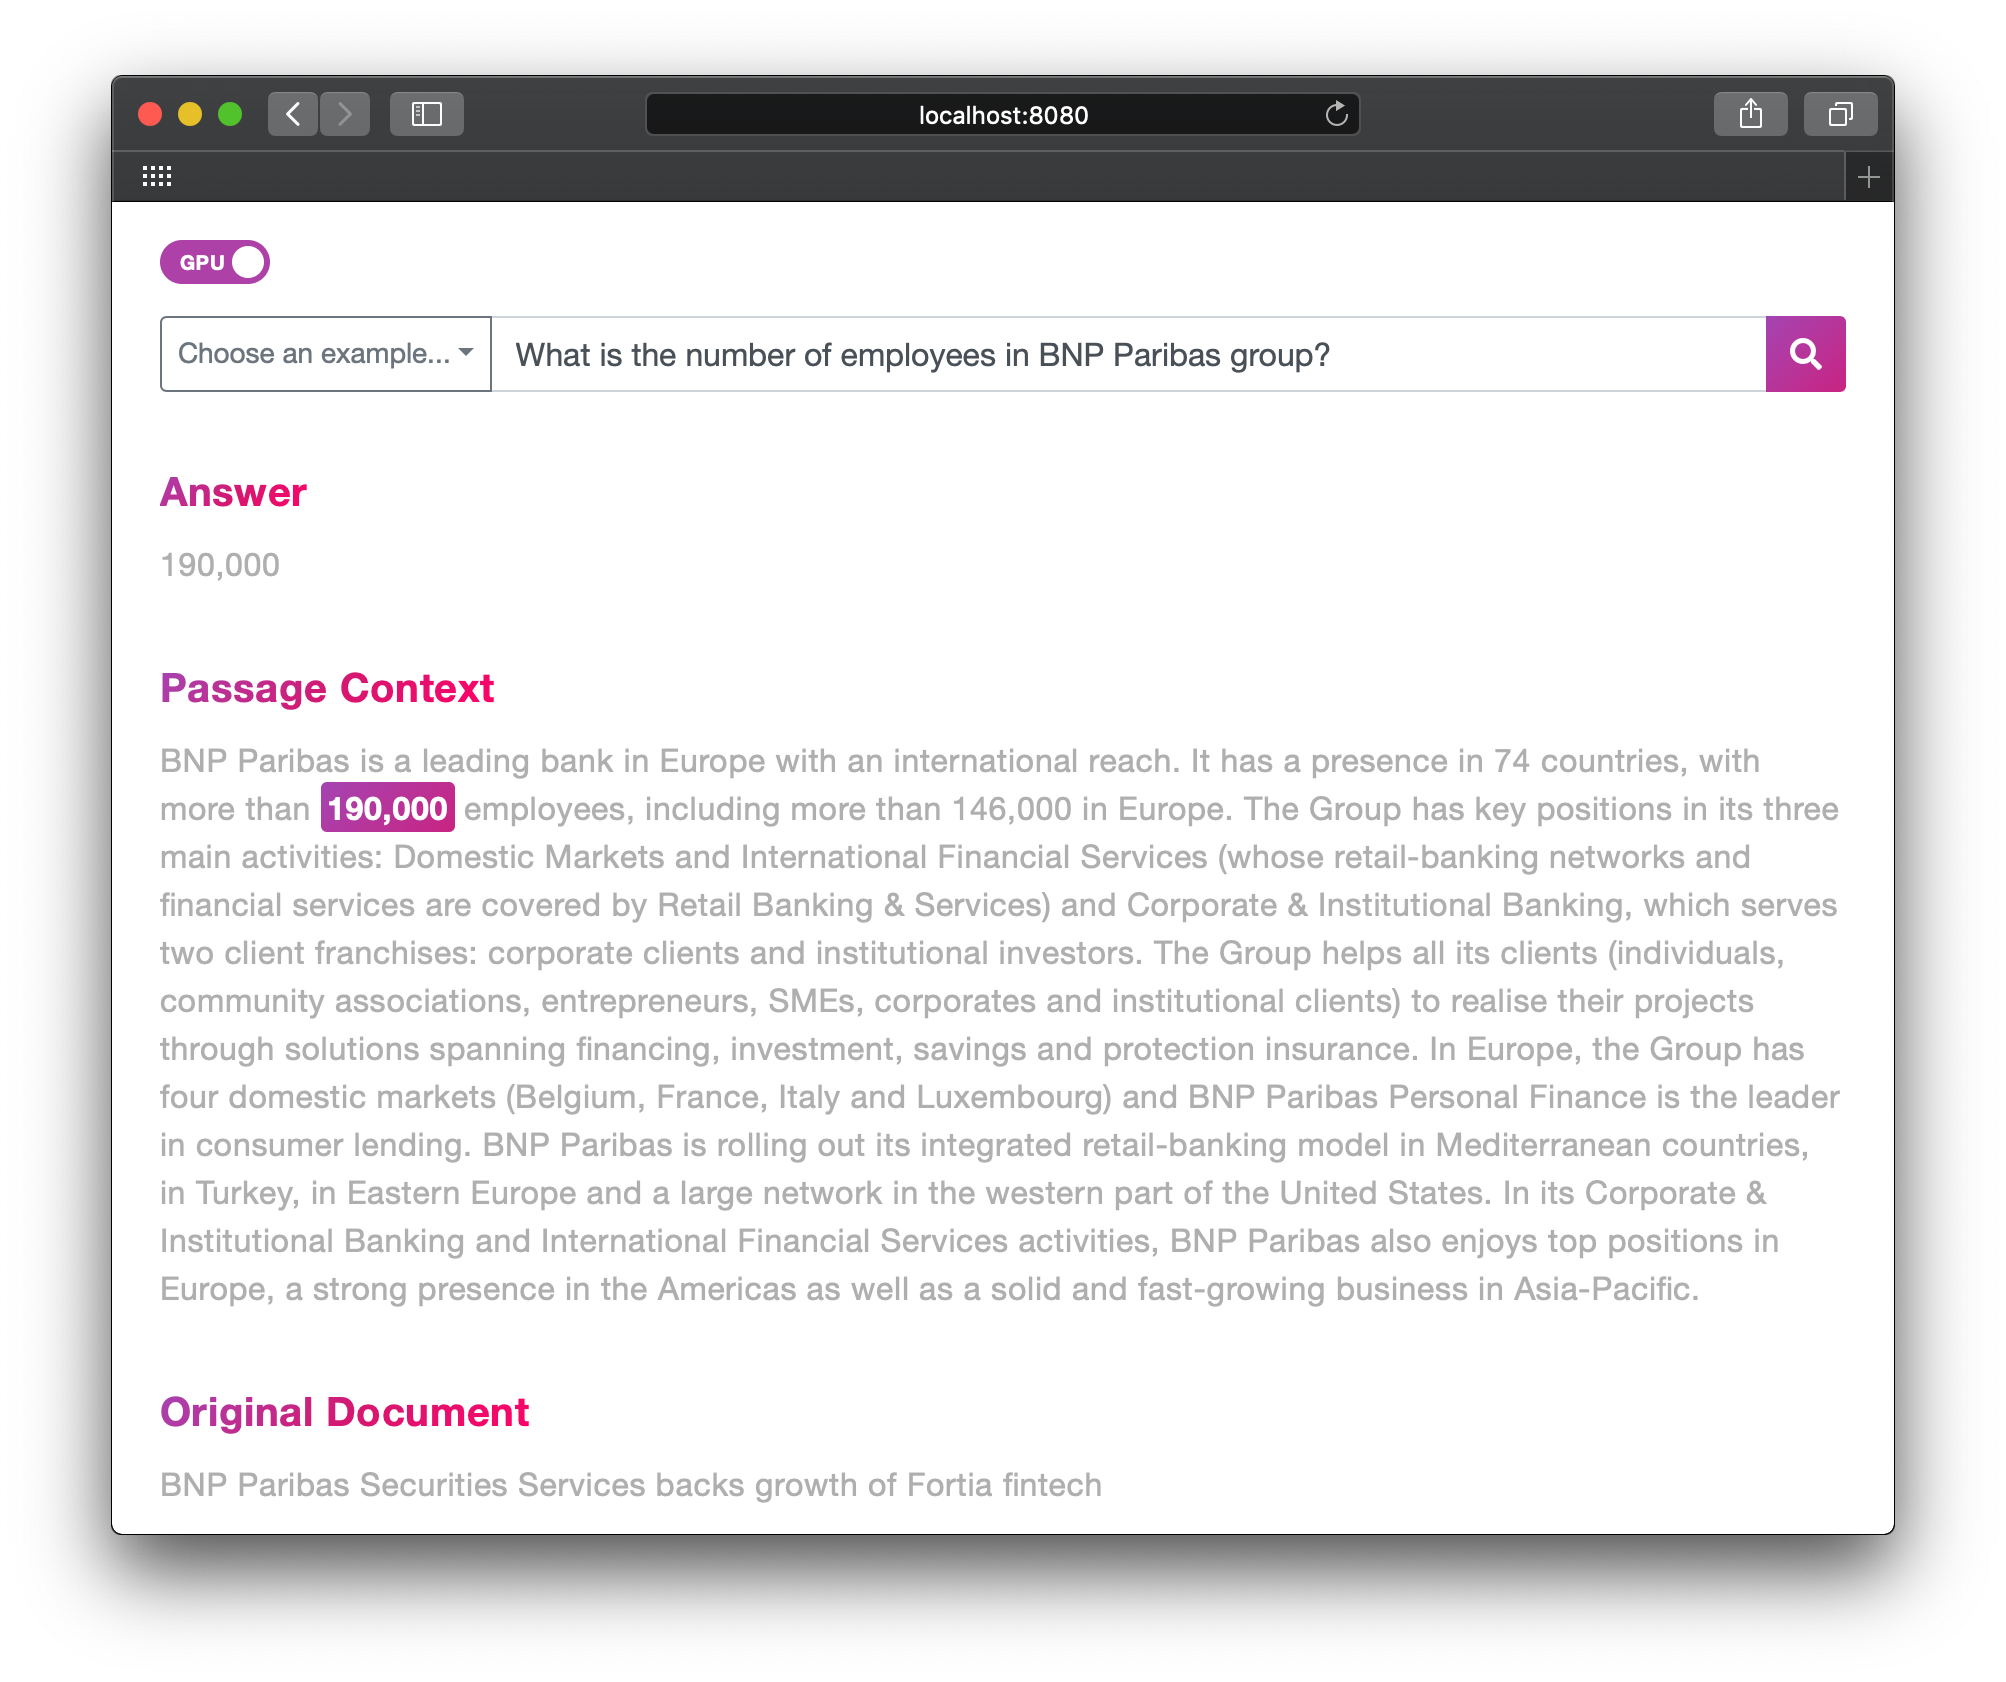 localhost:8080
GPU
Choose an example...
What is the number of employees in BNP Paribas group?
Answer
190,000
Passage Context
BNP Paribas is a leading bank in Europe with an international reach. It has a presence in 74 countries, with
more than 190,000 employees, including more than 146,000 in Europe. The Group has key positions in its three
main activities: Domestic Markets and International Financial Services (whose retail-banking networks and
financial services are covered by Retail Banking & Services) and Corporate & Institutional Banking, which serves
two client franchises: corporate clients and institutional investors. The Group helps all its clients (individuals,
community associations, entrepreneurs, SMEs, corporates and institutional clients) to realise their projects
through solutions spanning financing, investment, savings and protection insurance. In Europe, the Group has
four domestic markets (Belgium, France, Italy and Luxembourg) and BNP Paribas Personal Finance is the leader
in consumer lending. BNP Paribas is rolling out its integrated retail-banking model in Mediterranean countries,
in Turkey, in Eastern Europe and a large network in the western part of the United States. In its Corporate &
Institutional Banking and International Financial Services activities, BNP Paribas also enjoys top positions in
Europe, a strong presence in the Americas as well as a solid and fast-growing business in Asia-Pacific.
Original Document
BNP Paribas Securities Services backs growth of Fortia fintech